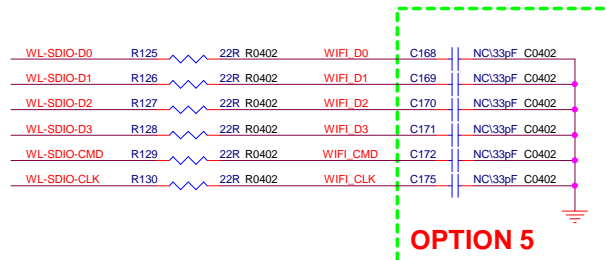 WL-SDIO-D0 R125 22R R0402 WIFI_D0 C168 NC\33pF C0402
WL-SDIO-D1 R126 22R R0402 WIFI_D1 C169 NC\33pF C0402
WL-SDIO-D2 R127 22R R0402 WIFI_D2 C170 NC\33pF C0402
WL-SDIO-D3 R128 22R R0402 WIFI_D3 C171 NC\33pF C0402
WL-SDIO-CMD R129 22R R0402 WIFI_CMD C172 NC\33pF C0402
WL-SDIO-CLK R130 22R R0402 WIFI_CLK C175 NC\33pF C0402
OPTION 5